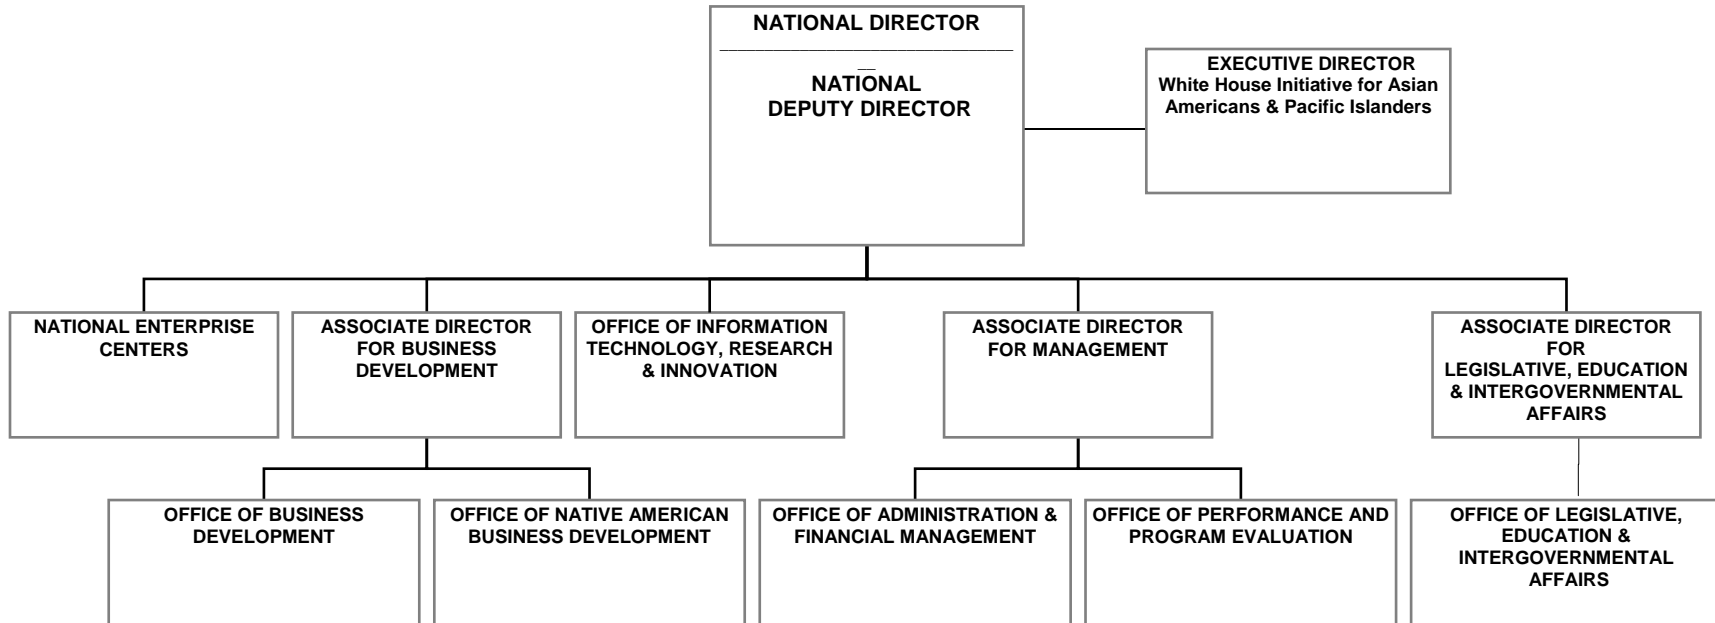 NATIONAL DIRECTOR
__________________________
__
NATIONAL
DEPUTY DIRECTOR
EXECUTIVE DIRECTOR
White House Initiative for Asian
Americans & Pacific Islanders
NATIONAL ENTERPRISE
CENTERS
ASSOCIATE DIRECTOR
FOR BUSINESS
DEVELOPMENT
OFFICE OF INFORMATION
TECHNOLOGY, RESEARCH
& INNOVATION
ASSOCIATE DIRECTOR
FOR MANAGEMENT
ASSOCIATE DIRECTOR
FOR
LEGISLATIVE, EDUCATION
& INTERGOVERNMENTAL
AFFAIRS
OFFICE OF BUSINESS
DEVELOPMENT
OFFICE OF NATIVE AMERICAN
BUSINESS DEVELOPMENT
OFFICE OF ADMINISTRATION &
FINANCIAL MANAGEMENT
OFFICE OF PERFORMANCE AND
PROGRAM EVALUATION
OFFICE OF LEGISLATIVE,
EDUCATION &
INTERGOVERNMENTAL
AFFAIRS